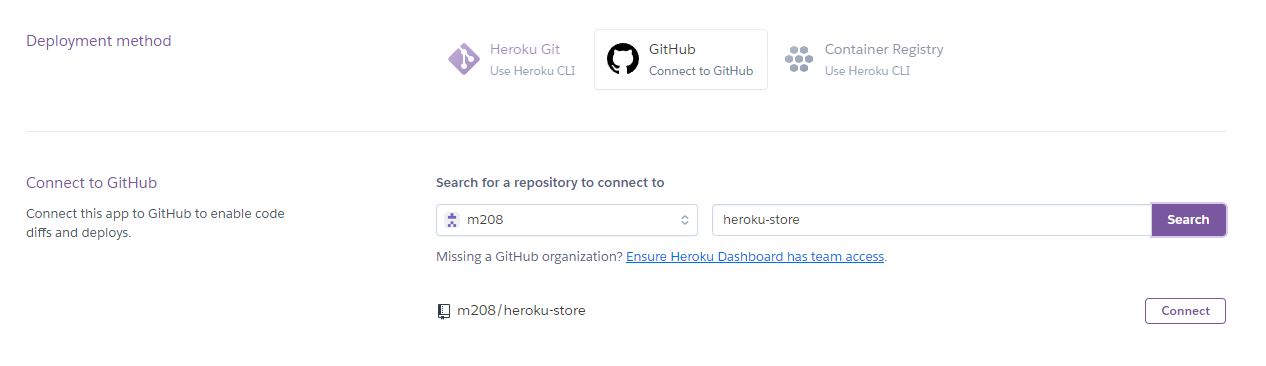 Deployment method
Heroku Git
Use Heroku CLI
GitHub
Connect to GitHub
Container Registry
Use Heroku CLI
Connect to GitHub
Connect this app to GitHub to enable code
diffs and deploys.
Search for a repository to connect to
m208
heroku-store
Search
Missing a GitHub organization? Ensure Heroku Dashboard has team access.
m208/heroku-store
Connect